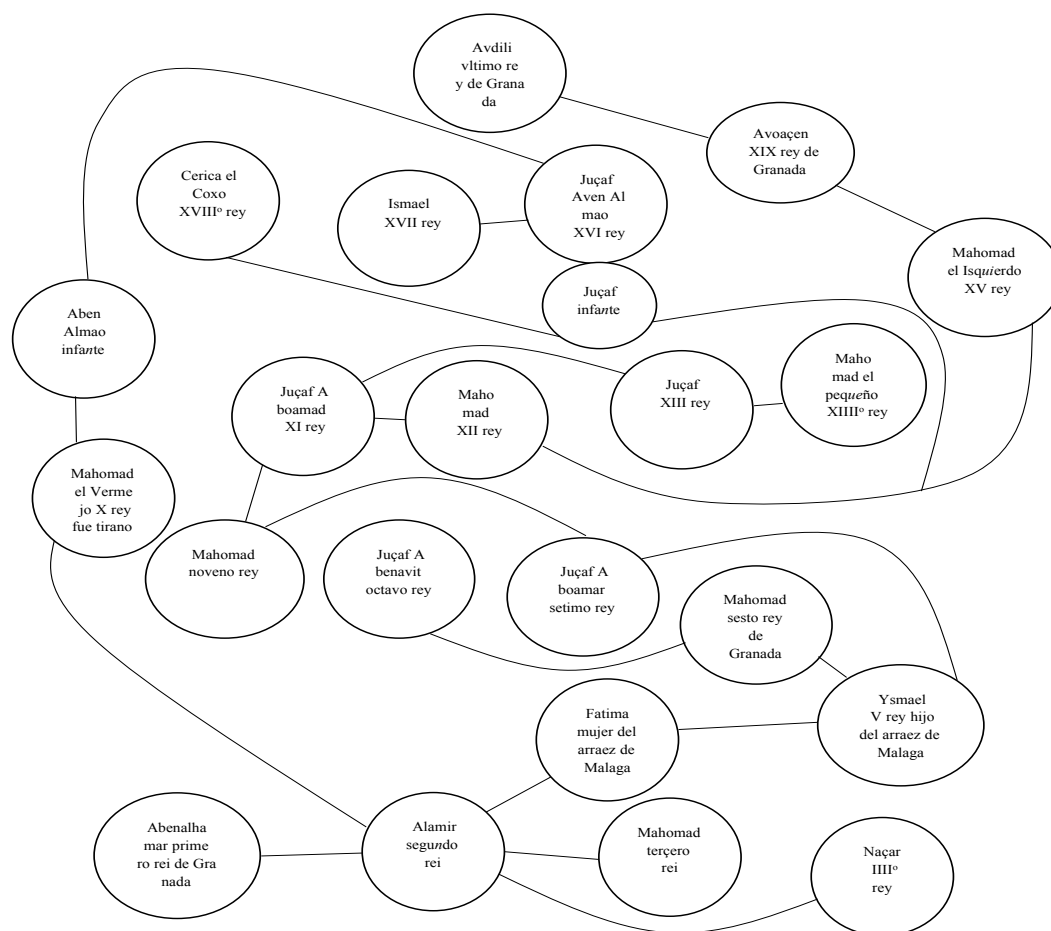 Avdili
vltimo re
y de Grana
da
Avoaçen
XIX rey de
Granada
Cerica el
Coxo
XVIIIº rey
Ismael
XVII rey
Juçaf
Aven Al
mao
XVI rey
Mahomad
el Isquierdo
XV rey
Juçaf
infante
Aben
Almao
infante
Juçaf A
boamad
XI rey
Maho
mad
XII rey
Juçaf
XIII rey
Maho
mad el
pequeño
XIIIIº rey
Mahomad
el Verme
jo X rey
fue tirano
Mahomad
noveno rey
Juçaf A
benavit
octavo rey
Juçaf A
boamar
setimo rey
Mahomad
sesto rey
de
Granada
Ysmael
V rey hijo
del arraez de
Malaga
Fatima
mujer del
arraez de
Malaga
Abenalha
mar prime
ro rei de Gra
nada
Alamir
segundo
rei
Mahomad
terçero
rei
Naçar
IIIIº
rey